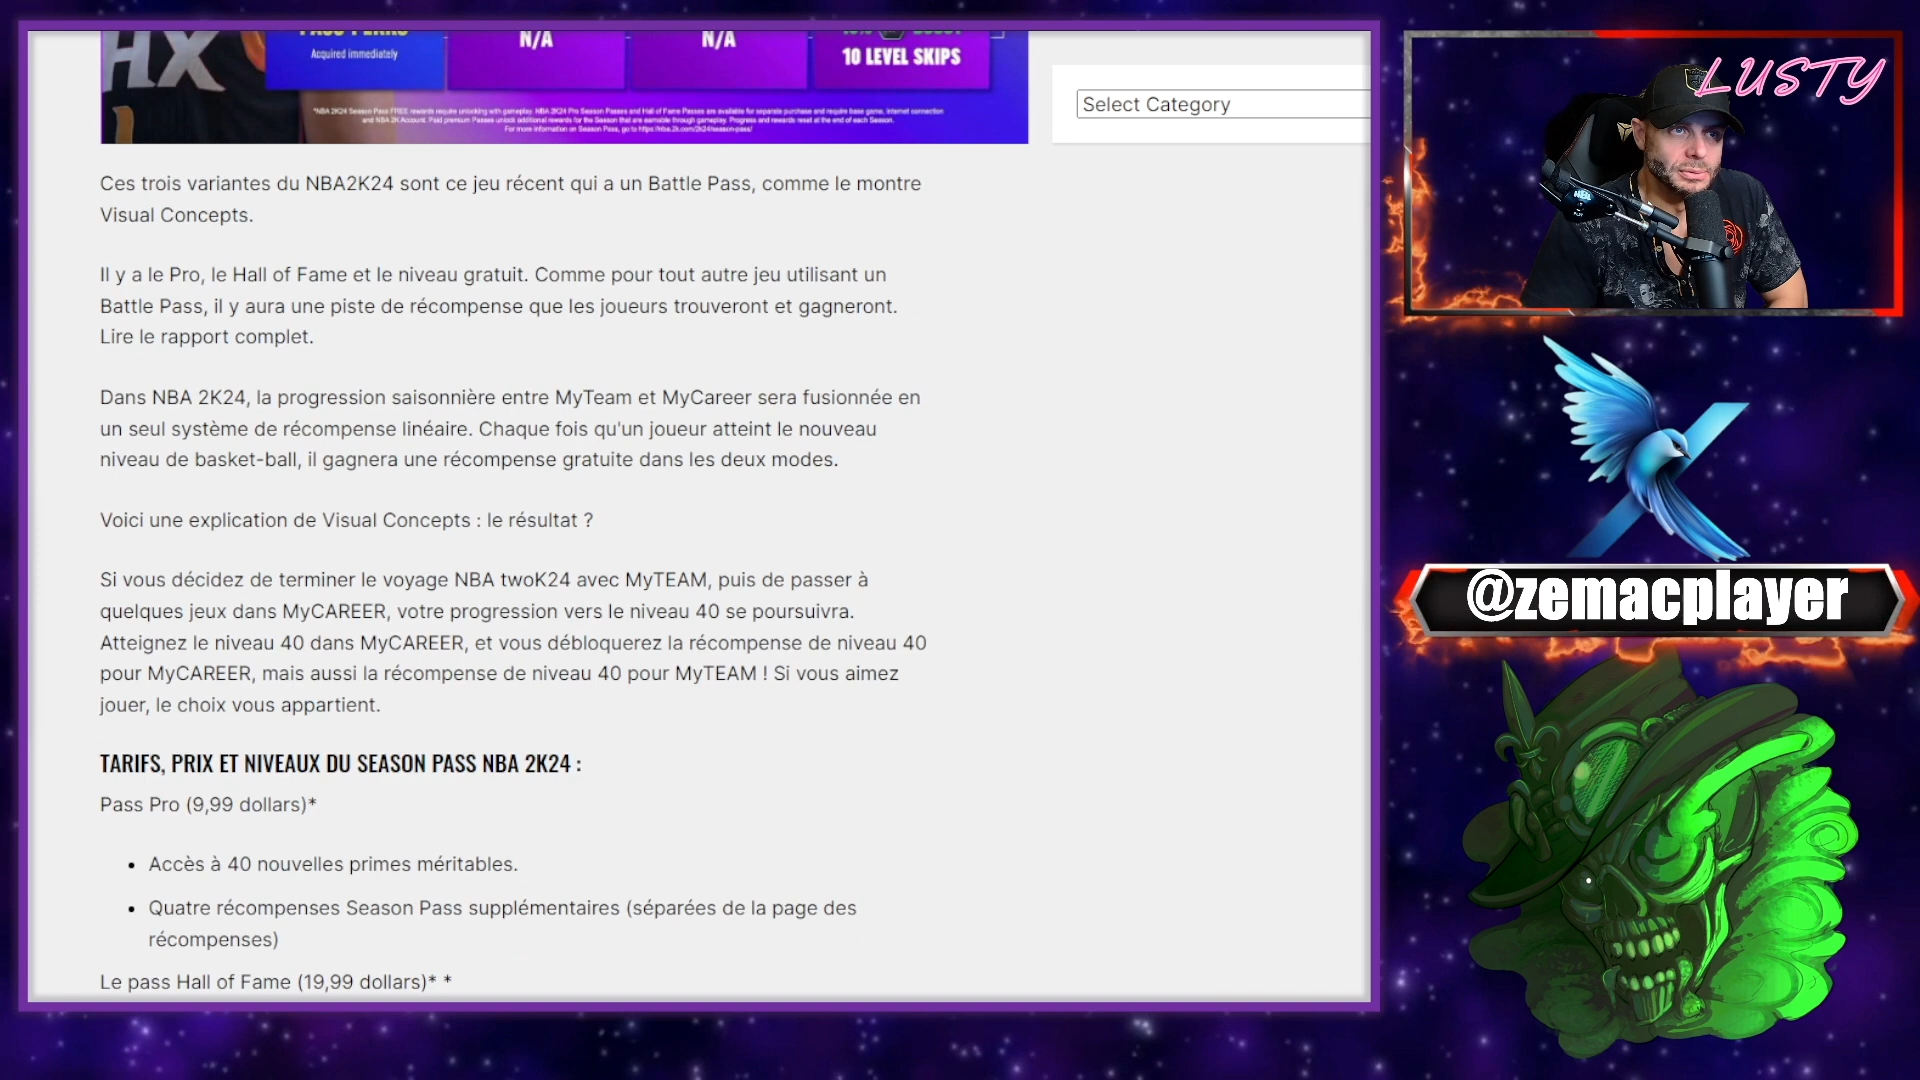 Acquired immediately
N/A
N/A
10 LEVEL SKIPS
*NBA 2K24 Season Pass FREE rewards require unlocking with gameplay. NBA 2K24 Pro Season Passes and Hall of Fame Passes are available for separate purchase and require base game, internet connection
and NBA 2K Account. Paid premium Passes unlock additional rewards for the Season that are earnable through gameplay. Progress and rewards reset at the end of each Season.
For more information on Season Pass, go to https://nba.2k.com/2k24/season-pass/
Select Category
Ces trois variantes du NBA2K24 sont ce jeu récent qui a un Battle Pass, comme le montre
Visual Concepts.
Il y a le Pro, le Hall of Fame et le niveau gratuit. Comme pour tout autre jeu utilisant un
Battle Pass, il y aura une piste de récompense que les joueurs trouveront et gagneront.
Lire le rapport complet.
Dans NBA 2K24, la progression saisonnière entre MyTeam et MyCareer sera fusionnée en
un seul système de récompense linéaire. Chaque fois qu'un joueur atteint le nouveau
niveau de basket-ball, il gagnera une récompense gratuite dans les deux modes.
Voici une explication de Visual Concepts : le résultat ?
Si vous décidez de terminer le voyage NBA twoK24 avec MyTEAM, puis de passer à
quelques jeux dans MyCAREER, votre progression vers le niveau 40 se poursuivra.
Atteignez le niveau 40 dans MyCAREER, et vous débloquerez la récompense de niveau 40
pour MyCAREER, mais aussi la récompense de niveau 40 pour MyTEAM ! Si vous aimez
jouer, le choix vous appartient.
TARIFS, PRIX ET NIVEAUX DU SEASON PASS NBA 2K24 :
Pass Pro (9,99 dollars)*
• Accès à 40 nouvelles primes méritables.
• Quatre récompenses Season Pass supplémentaires (séparées de la page des
récompenses)
Le pass Hall of Fame (19,99 dollars)* *
LUSTY
@zemacplayer